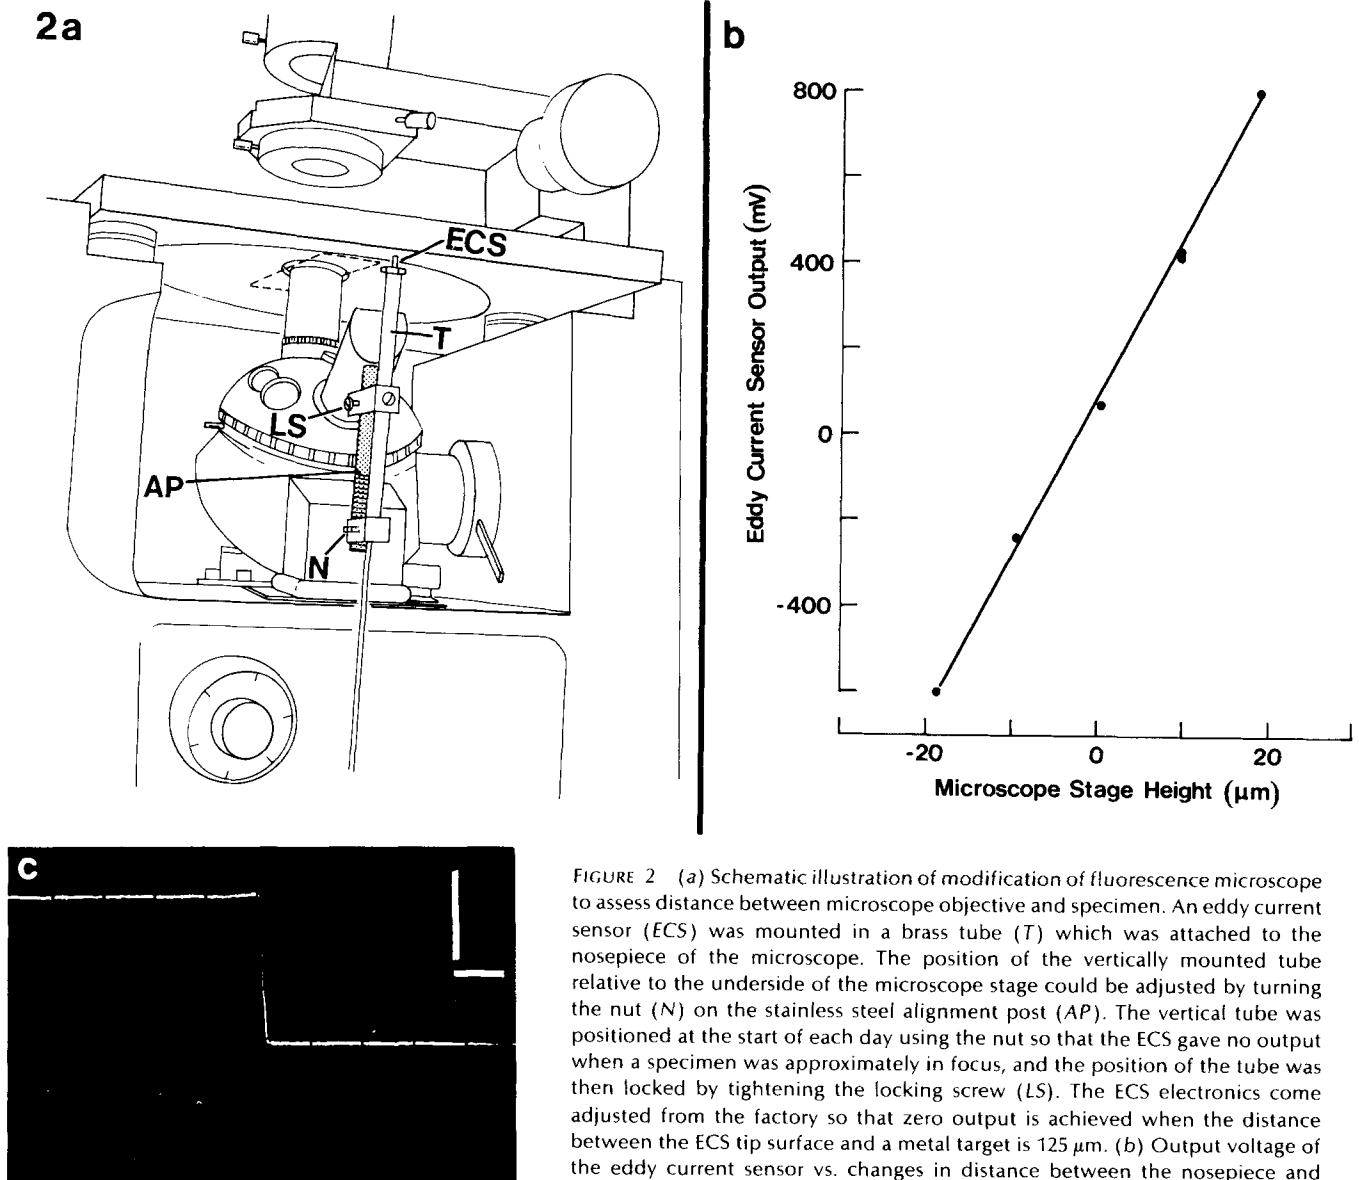 2a
ECS
T
LS
AP
N
b
800
400
0
-400
Eddy Current Sensor Output (mV)
-20
0
20
Microscope Stage Height (μm)
c
FIGURE 2 (a) Schematic illustration of modification of fluorescence microscope
to assess distance between microscope objective and specimen. An eddy current
sensor (ECS) was mounted in a brass tube (T) which was attached to the
nosepiece of the microscope. The position of the vertically mounted tube
relative to the underside of the microscope stage could be adjusted by turning
the nut (N) on the stainless steel alignment post (AP). The vertical tube was
positioned at the start of each day using the nut so that the ECS gave no output
when a specimen was approximately in focus, and the position of the tube was
then locked by tightening the locking screw (LS). The ECS electronics come
adjusted from the factory so that zero output is achieved when the distance
between the ECS tip surface and a metal target is 125 μm. (b) Output voltage of
the eddy current sensor vs. changes in distance between the nosepiece and